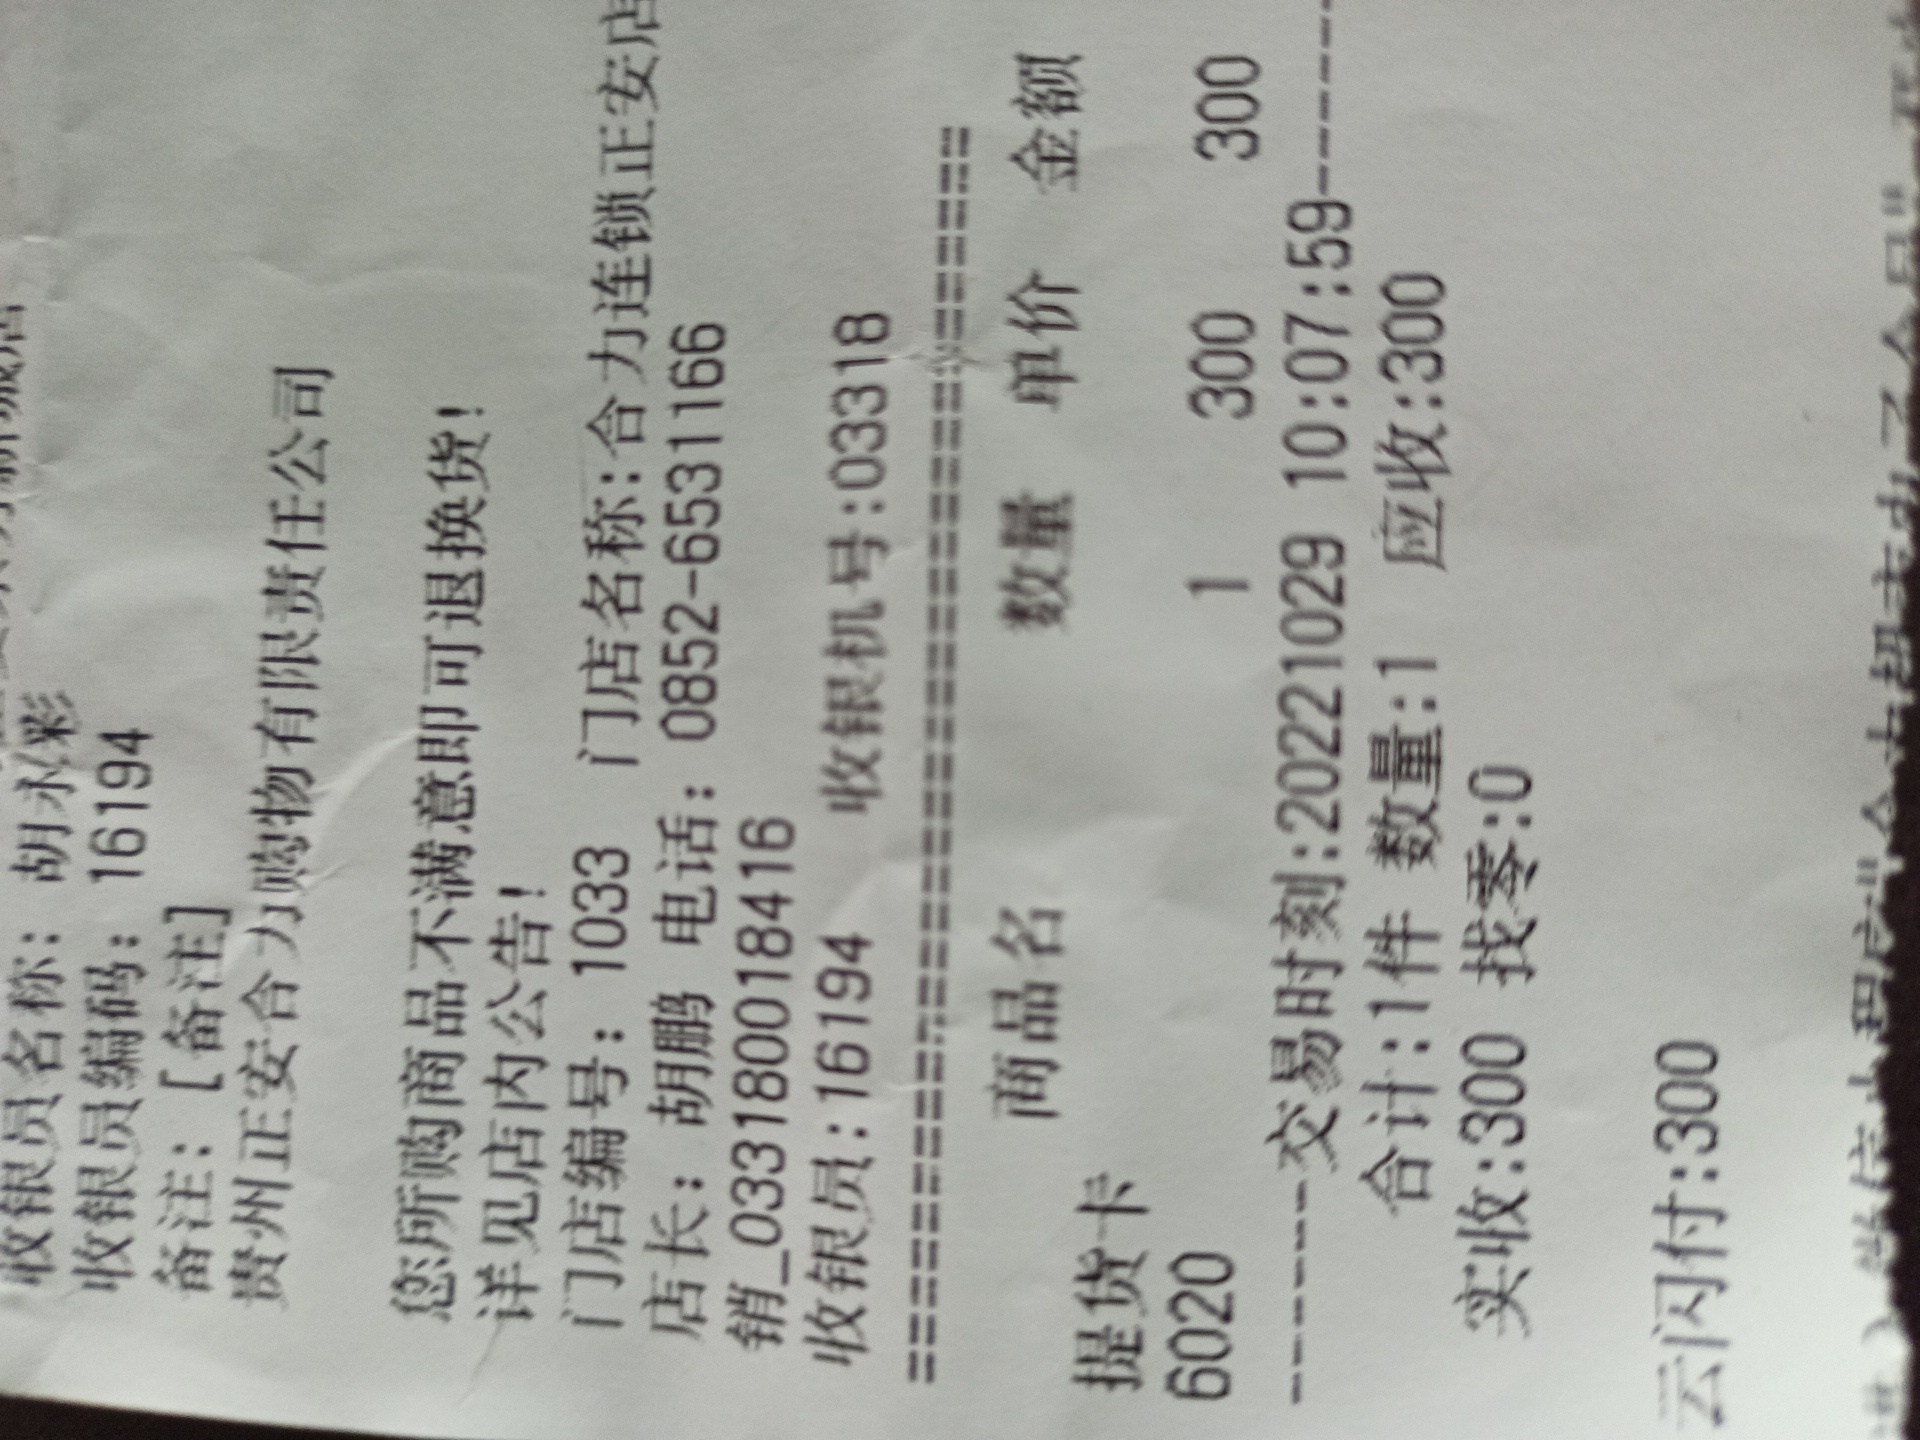 收银员名称：胡永彩
收银员编码：16194
备注：[备注]
贵州正安合力购物有限责任公司
您所购商品不满意即可退换货!
详见店内公告!
门店编号：1033 门店名称:合力连锁正安店
店长：胡鹏 电话：0852-6531166
销_033180018416
收银员:16194 收银机号:03318
商品名 数量 单价 金额
提货卡
6020 1 300 300
------交易时刻:20221029 10:07:59------
合计:1件 数量:1 应收:300
实收:300 找零:0
云闪付:300